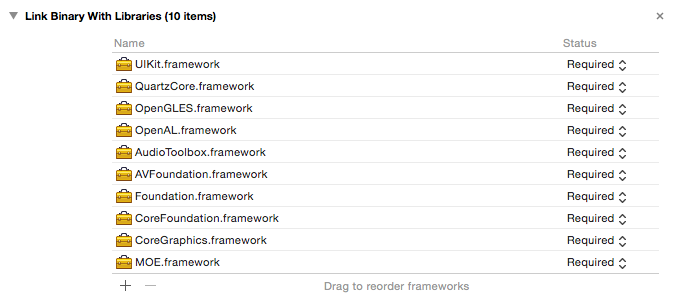 Link Binary With Libraries (10 items)
Name Status
UIKit.framework Required
QuartzCore.framework Required
OpenGLES.framework Required
OpenAL.framework Required
AudioToolbox.framework Required
AVFoundation.framework Required
Foundation.framework Required
CoreFoundation.framework Required
CoreGraphics.framework Required
MOE.framework Required
Drag to reorder frameworks